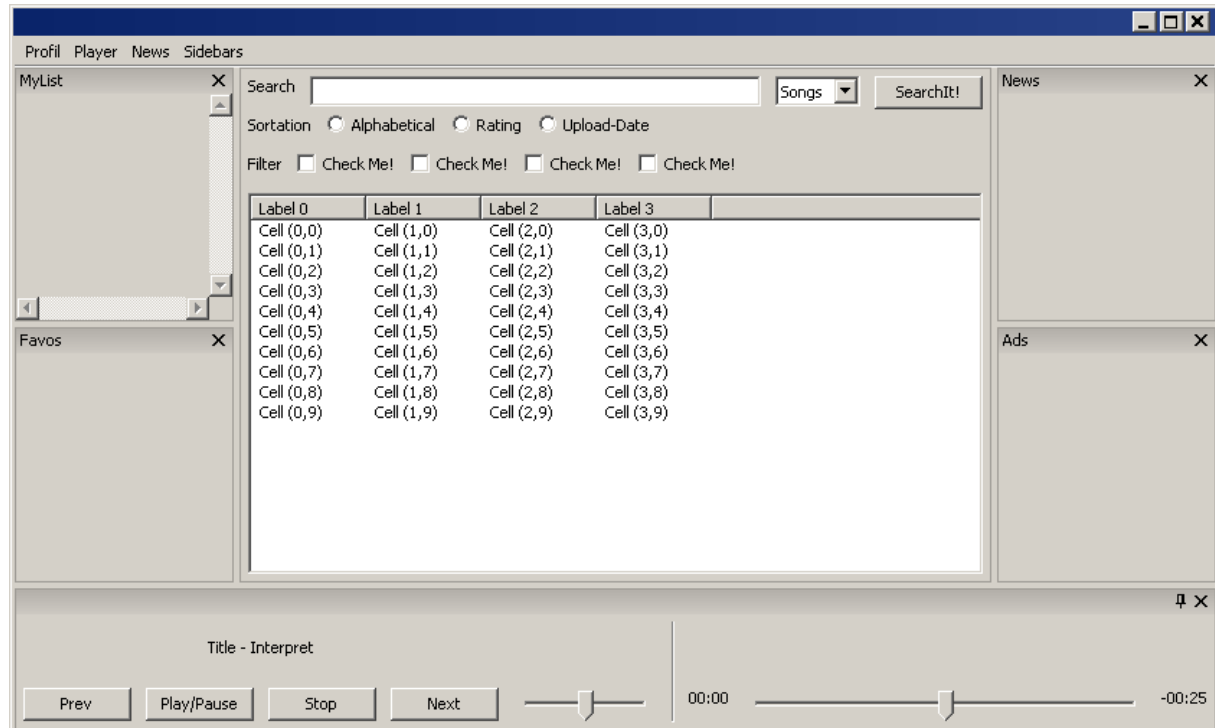 Profil Player News Sidebars
MyList
Search Songs SearchIt!
Sortation Alphabetical Rating Upload-Date
Filter Check Me! Check Me! Check Me! Check Me!
Label 0 Label 1 Label 2 Label 3
Cell (0,0) Cell (1,0) Cell (2,0) Cell (3,0)
Cell (0,1) Cell (1,1) Cell (2,1) Cell (3,1)
Cell (0,2) Cell (1,2) Cell (2,2) Cell (3,2)
Cell (0,3) Cell (1,3) Cell (2,3) Cell (3,3)
Cell (0,4) Cell (1,4) Cell (2,4) Cell (3,4)
Cell (0,5) Cell (1,5) Cell (2,5) Cell (3,5)
Cell (0,6) Cell (1,6) Cell (2,6) Cell (3,6)
Cell (0,7) Cell (1,7) Cell (2,7) Cell (3,7)
Cell (0,8) Cell (1,8) Cell (2,8) Cell (3,8)
Cell (0,9) Cell (1,9) Cell (2,9) Cell (3,9)
News
Favos
Ads
Title - Interpret
Prev Play/Pause Stop Next 00:00 -00:25